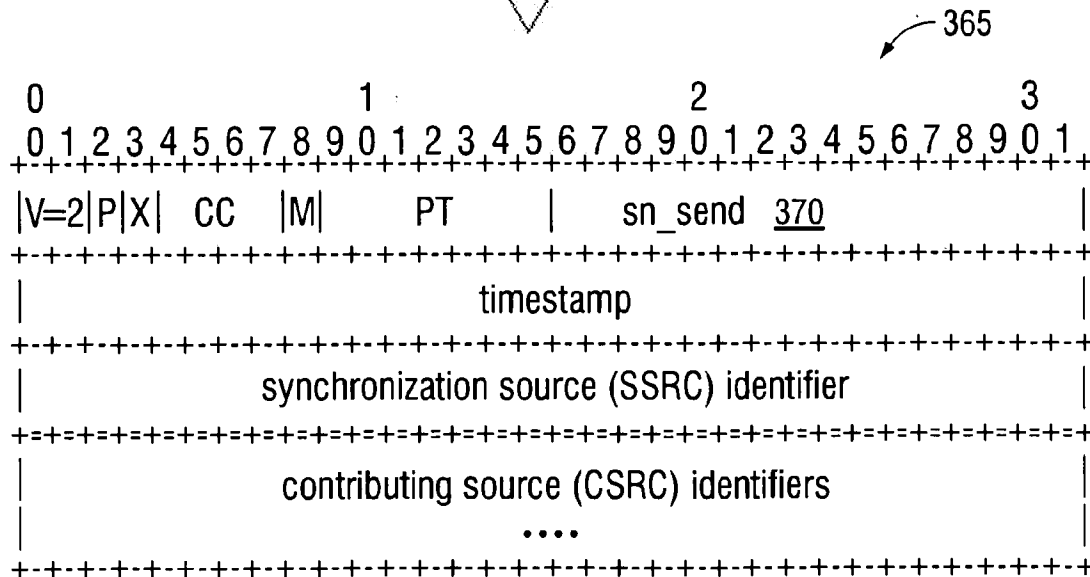 365
0 1 2 3
0 1 2 3 4 5 6 7 8 9 0 1 2 3 4 5 6 7 8 9 0 1 2 3 4 5 6 7 8 9 0 1
+-+-+-+-+-+-+-+-+-+-+-+-+-+-+-+-+-+-+-+-+-+-+-+-+-+-+-+-+-+-+-+-+
|V=2|P|X| CC |M| PT | sn_send 370 |
+-+-+-+-+-+-+-+-+-+-+-+-+-+-+-+-+-+-+-+-+-+-+-+-+-+-+-+-+-+-+-+-+
| timestamp |
+-+-+-+-+-+-+-+-+-+-+-+-+-+-+-+-+-+-+-+-+-+-+-+-+-+-+-+-+-+-+-+-+
| synchronization source (SSRC) identifier |
+=+=+=+=+=+=+=+=+=+=+=+=+=+=+=+=+=+=+=+=+=+=+=+=+=+=+=+=+=+=+=+=+
| contributing source (CSRC) identifiers |
| .... |
+-+-+-+-+-+-+-+-+-+-+-+-+-+-+-+-+-+-+-+-+-+-+-+-+-+-+-+-+-+-+-+-+